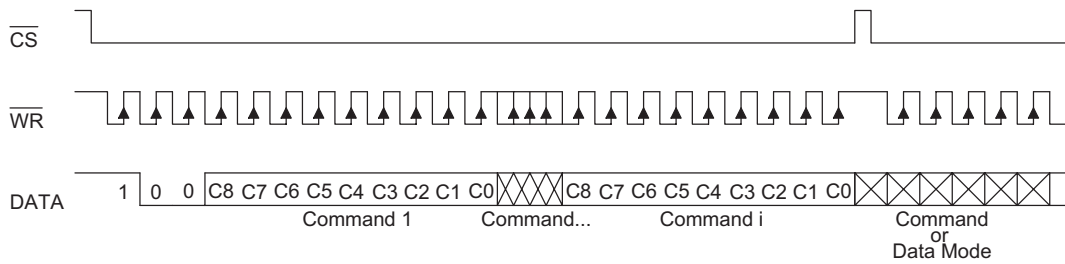 CS
WR
DATA 1 0 0 C8 C7 C6 C5 C4 C3 C2 C1 C0 C8 C7 C6 C5 C4 C3 C2 C1 C0
Command 1 Command... Command i Command
or
Data Mode